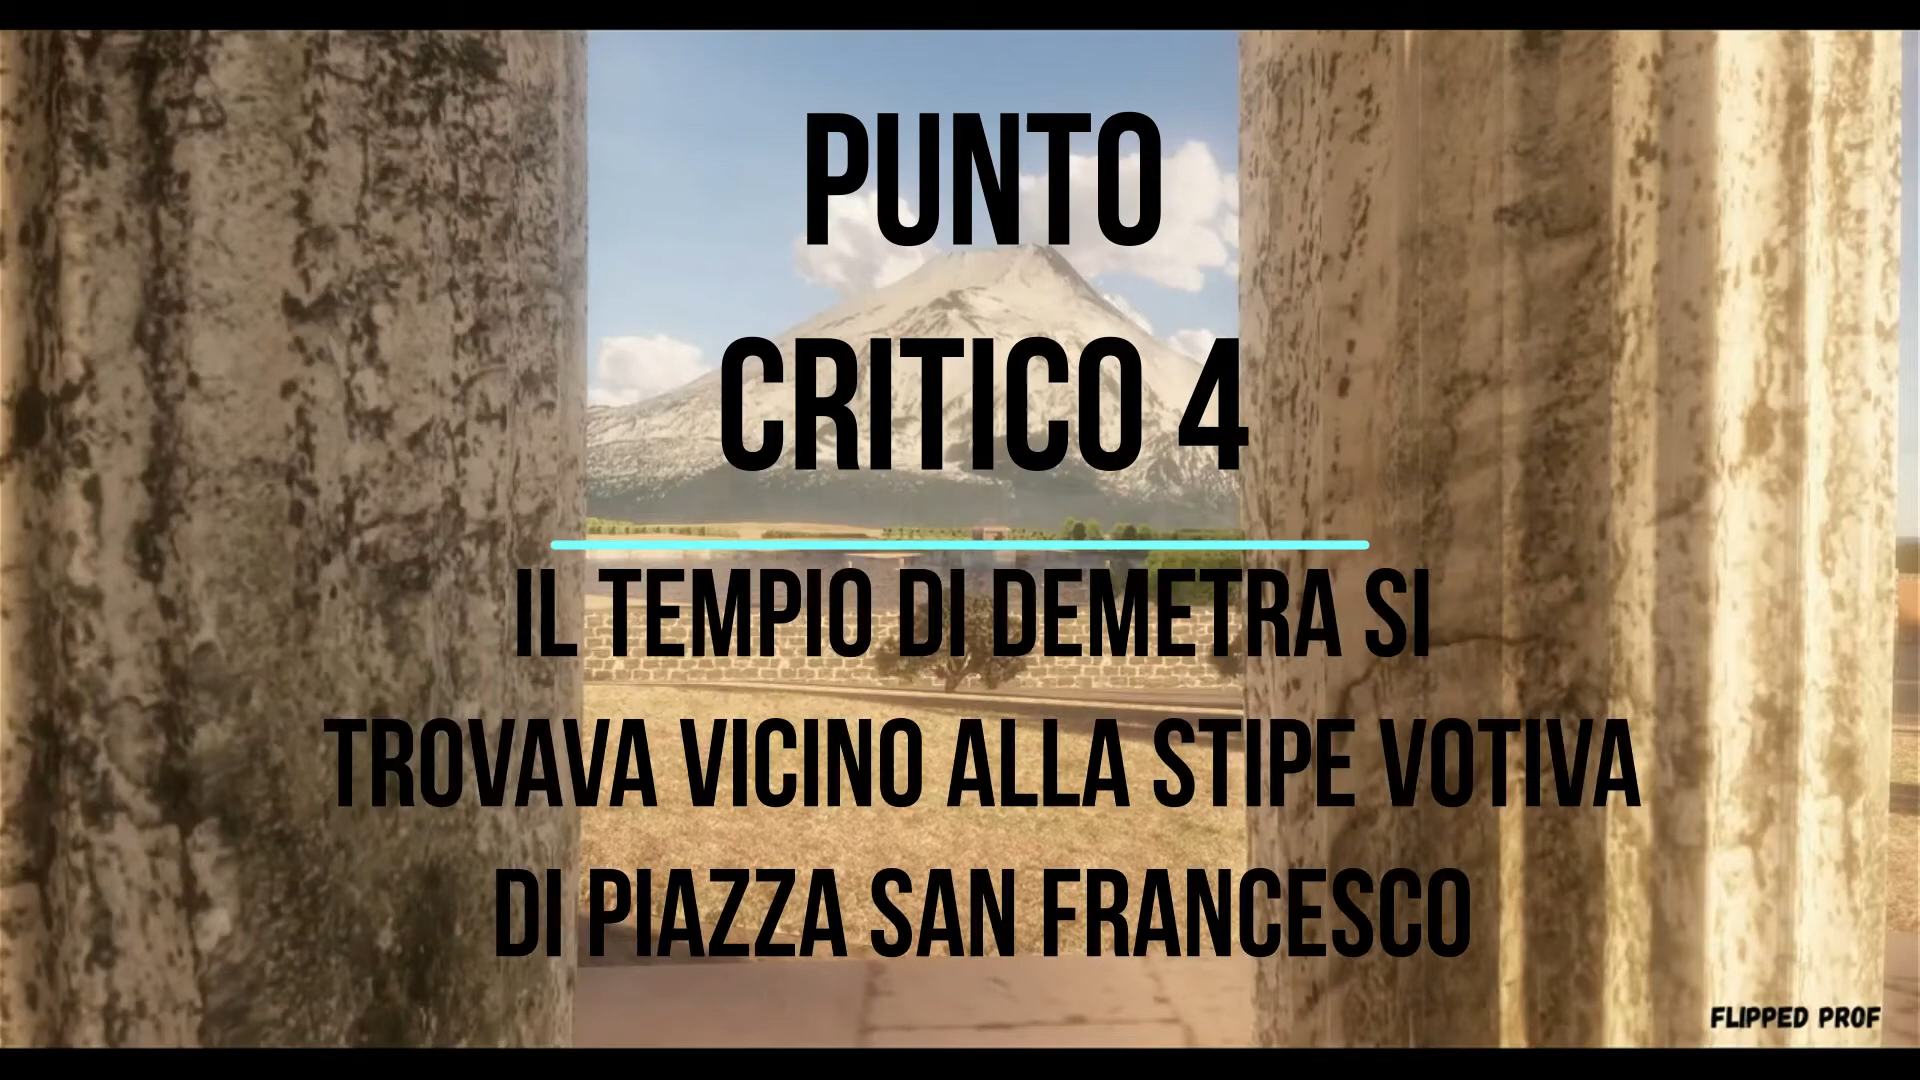 PUNTO
CRITICO 4
IL TEMPIO DI DEMETRA SI
TROVAVA VICINO ALLA STIPE VOTIVA
DI PIAZZA SAN FRANCESCO
FLIPPED PROF